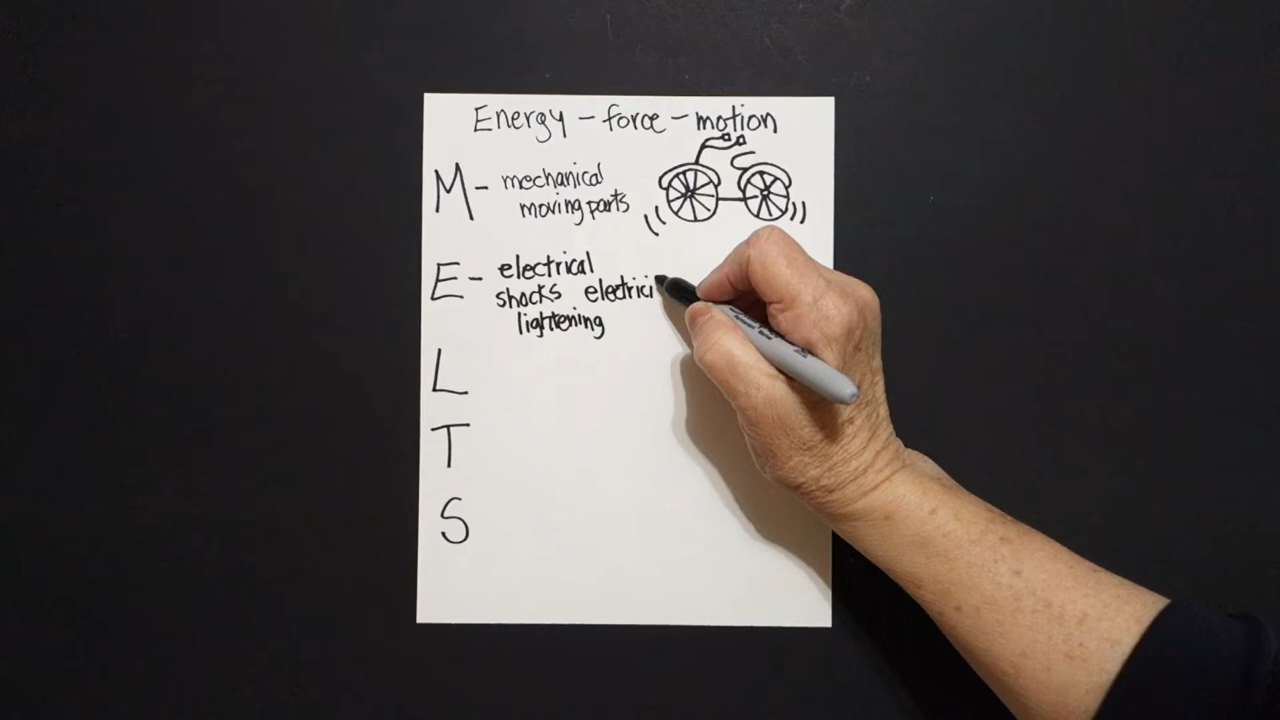 Energy - force - motion
M - mechanical
moving parts
E - electrical
shocks electrici
lightening
L
T
S